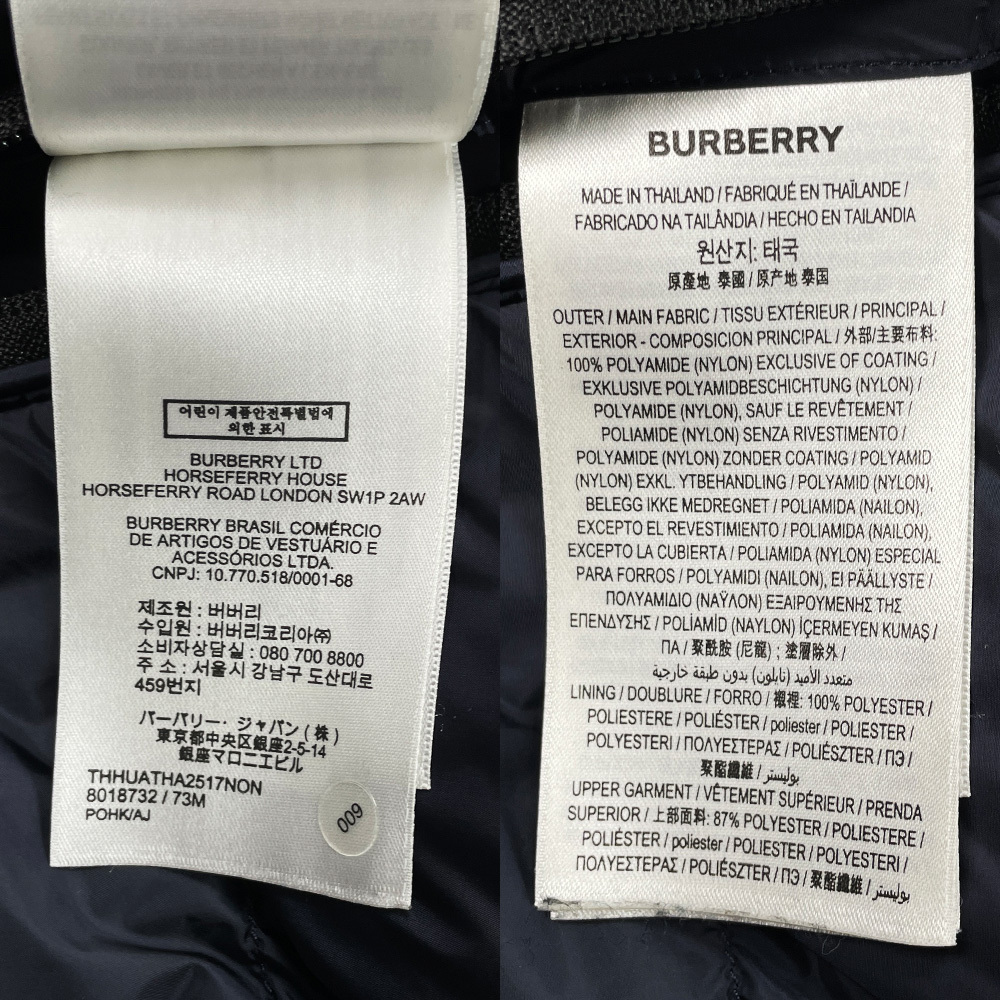 어린이 제품안전특별법에
의한 표시
BURBERRY LTD
HORSEFERRY HOUSE
HORSEFERRY ROAD LONDON SW1P 2AW
BURBERRY BRASIL COMÉRCIO
DE ARTIGOS DE VESTUÁRIO E
ACESSÓRIOS LTDA.
CNPJ: 10.770.518/0001-68
제조원 : 버버리
수입원 : 버버리코리아㈜
소비자상담실 : 080 700 8800
주 소 : 서울시 강남구 도산대로
459번지
バーバリー・ジャパン(株)
東京都中央区銀座2-5-14
銀座マロニエビル
THHUATHA2517NON
8018732 / 73M
POHK/AJ
009
BURBERRY
MADE IN THAILAND / FABRIQUÉ EN THAÏLANDE /
FABRICADO NA TAILÂNDIA / HECHO EN TAILANDIA
원산지: 태국
原產地 泰國 / 原产地 泰国
OUTER / MAIN FABRIC / TISSU EXTÉRIEUR / PRINCIPAL /
EXTERIOR - COMPOSICION PRINCIPAL / 外部/主要布料:
100% POLYAMIDE (NYLON) EXCLUSIVE OF COATING /
EXKLUSIVE POLYAMIDBESCHICHTUNG (NYLON) /
POLYAMIDE (NYLON), SAUF LE REVÊTEMENT /
POLIAMIDE (NYLON) SENZA RIVESTIMENTO /
POLYAMIDE (NYLON) ZONDER COATING / POLYAMID
(NYLON) EXKL. YTBEHANDLING / POLYAMID (NYLON),
BELEGG IKKE MEDREGNET / POLIAMIDA (NAILON),
EXCEPTO EL REVESTIMIENTO / POLIAMIDA (NAILON),
EXCEPTO LA CUBIERTA / POLIAMIDA (NYLON) ESPECIAL
PARA FORROS / POLYAMIDI (NAILON), EI PÄÄLLYSTE /
ΠΟΛΥΑΜΙΔΙΟ (ΝΑΫΛΟΝ) ΕΞΑΙΡΟΥΜΕΝΗΣ ΤΗΣ
ΕΠΕΝΔΥΣΗΣ / POLİAMİD (NAYLON) İÇERMEYEN KUMAŞ /
ПА / 聚酰胺 (尼龍) ; 塗層除外 /
متعدد الأميد (نايلون) بدون طبقة خارجية
LINING / DOUBLURE / FORRO / 襯裡: 100% POLYESTER /
POLIESTERE / POLIÉSTER / poliester / POLIESTER /
POLYESTERI / ΠΟΛΥΕΣΤΕΡΑΣ / POLIÉSZTER / ПЭ /
聚酯纖維 / بوليستر
UPPER GARMENT / VÊTEMENT SUPÉRIEUR / PRENDA
SUPERIOR / 上部面料: 87% POLYESTER / POLIESTERE /
POLIÉSTER / poliester / POLIESTER / POLYESTERI /
ΠΟΛΥΕΣΤΕΡΑΣ / POLIÉSZTER / ПЭ / 聚酯纖維 / بوليستر